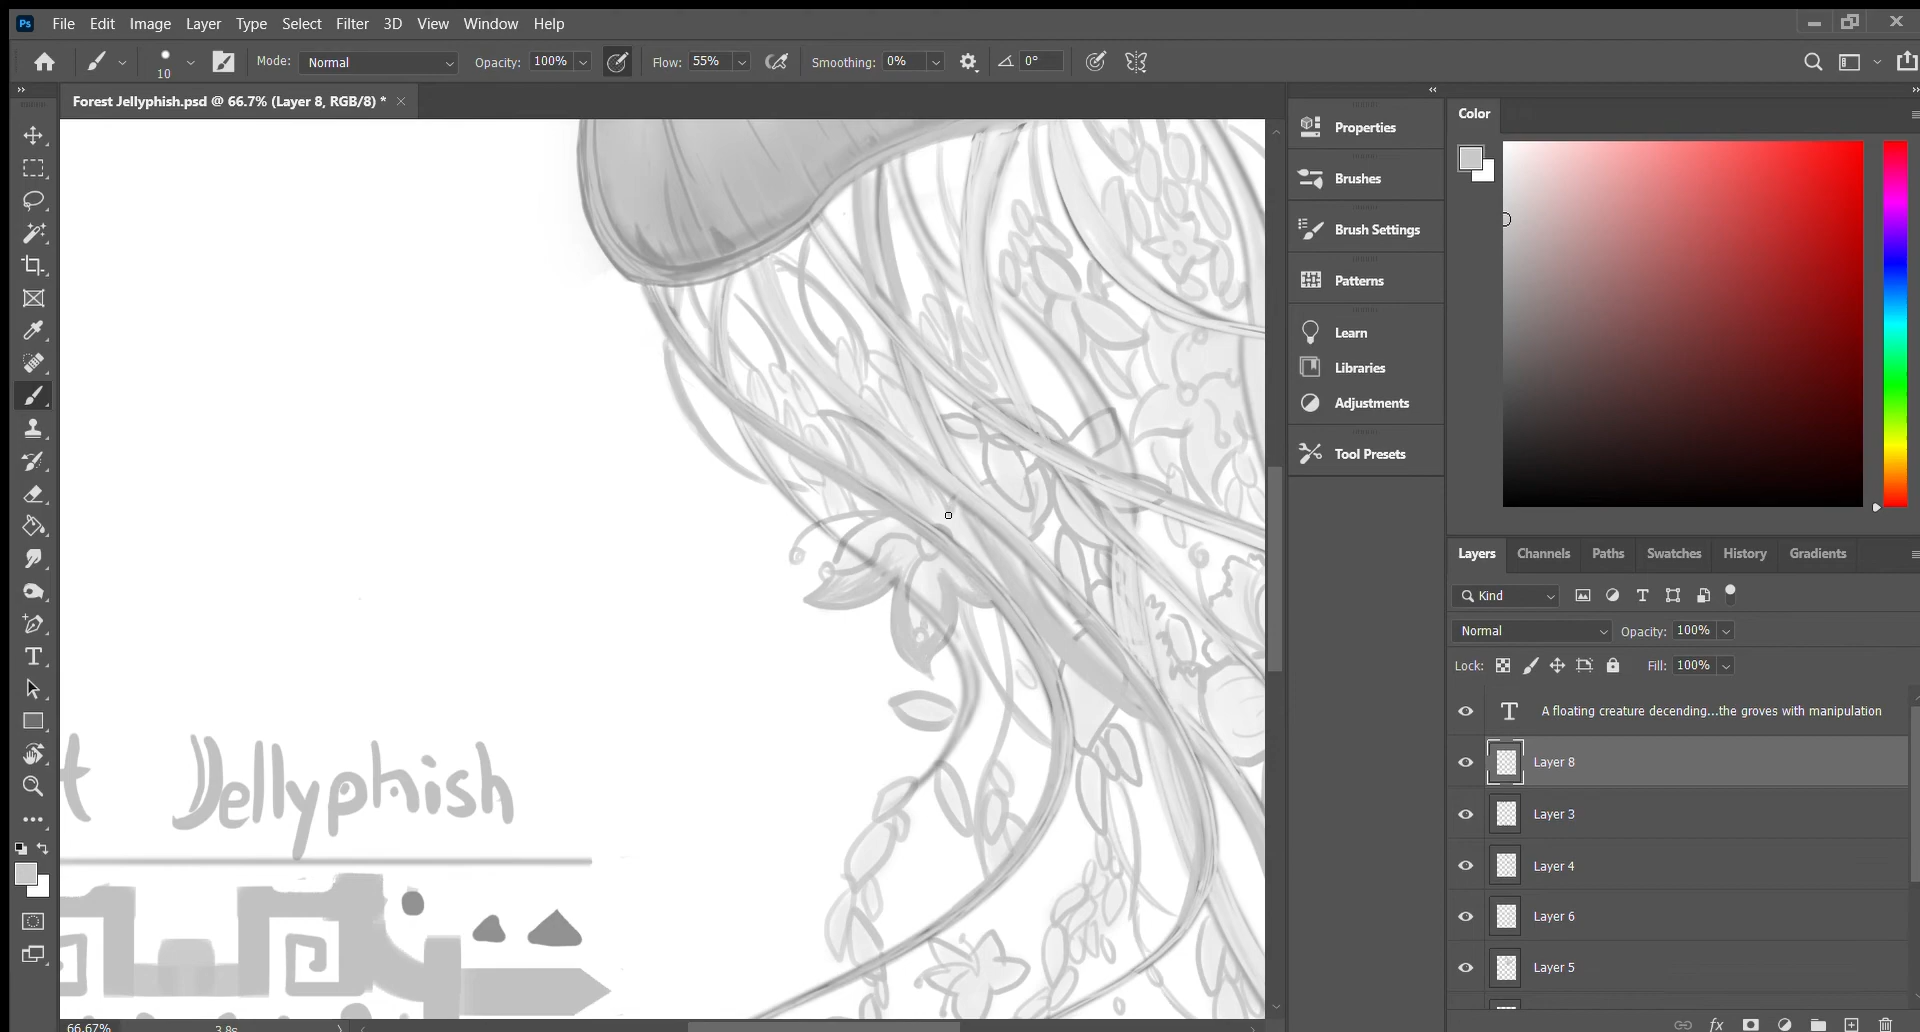 Ps File Edit Image Layer Type Select Filter 3D View Window Help
10 Mode: Normal Opacity: 100% Flow: 55% Smoothing: 0% 0°
Forest Jellyphish.psd @ 66.7% (Layer 8, RGB/8) *
Properties
Brushes
Brush Settings
Patterns
Learn
Libraries
Adjustments
Tool Presets
Color
Layers Channels Paths Swatches History Gradients
Kind
Normal Opacity: 100%
Lock: Fill: 100%
A floating creature decending...the groves with manipulation
Layer 8
Layer 3
Layer 4
Layer 6
Layer 5
t Jellyphish
66.67% 3.8s